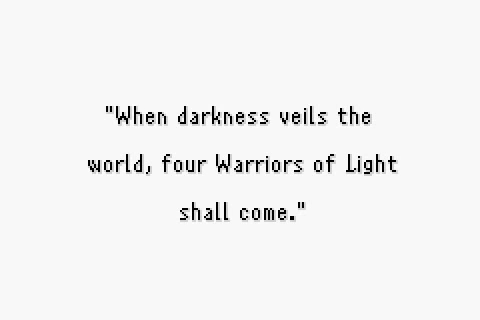 "When darkness veils the
world, four Warriors of Light
shall come."